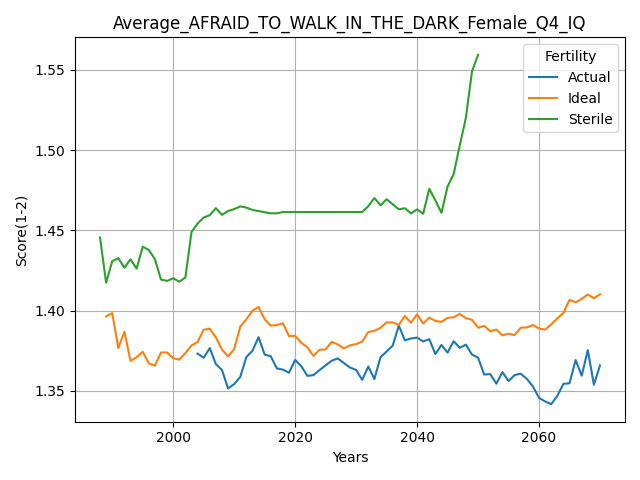 Average_AFRAID_TO_WALK_IN_THE_DARK_Female_Q4_IQ
Fertility
Actual
Ideal
Sterile
Score(1-2)
1.55
1.50
1.45
1.40
1.35
2000
2020
2040
2060
Years